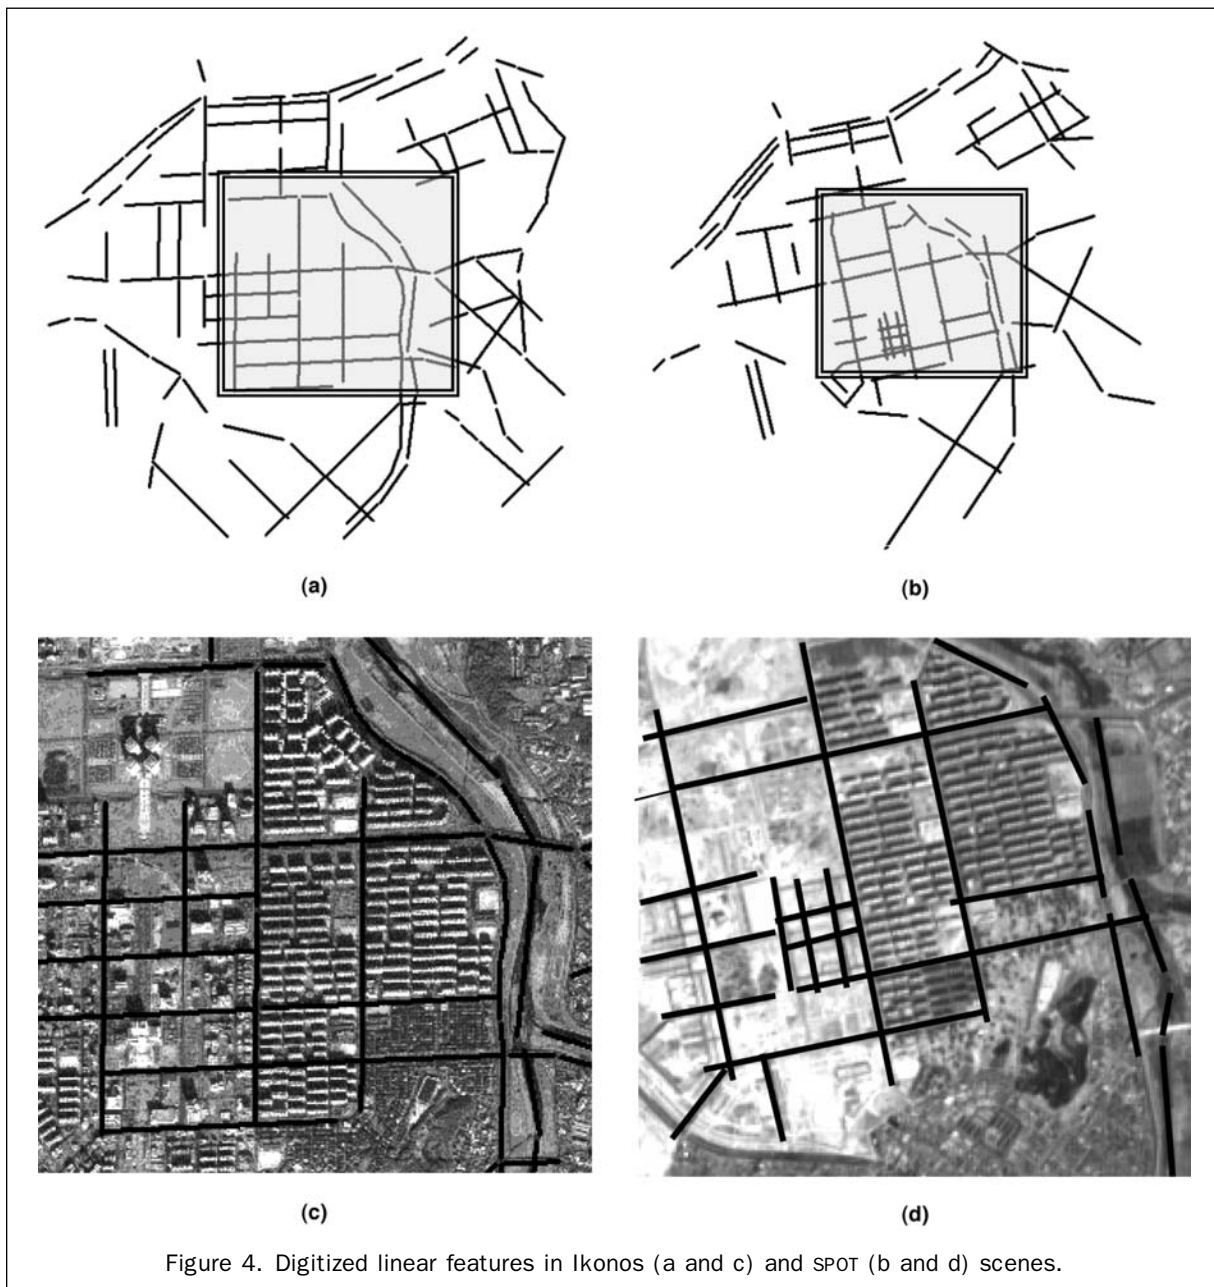 (a)
(b)
(c)
(d)
Figure 4. Digitized linear features in Ikonos (a and c) and SPOT (b and d) scenes.